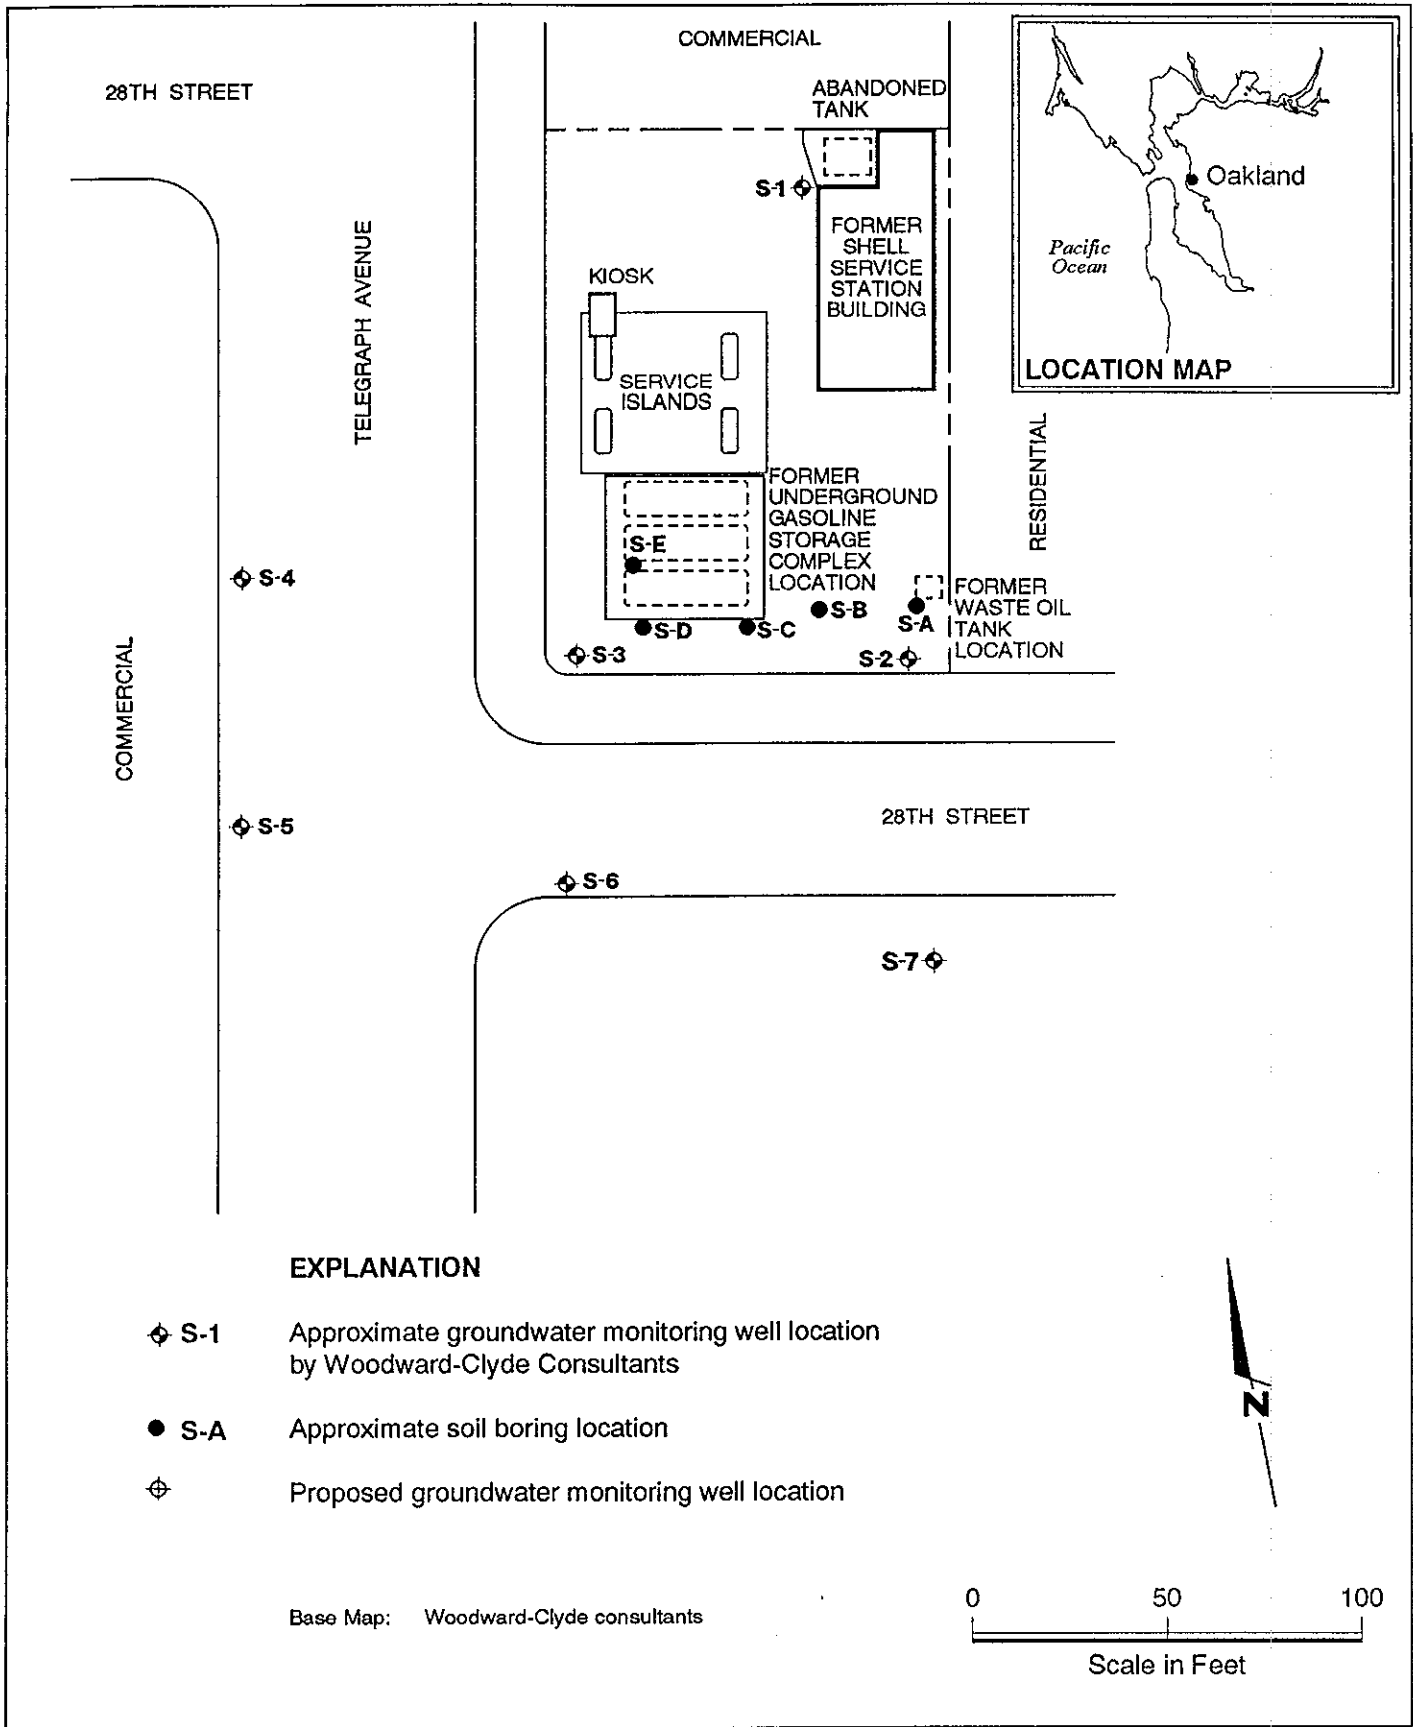 COMMERCIAL
28TH STREET
ABANDONED
TANK
S-1
Oakland
Pacific
Ocean
LOCATION MAP
TELEGRAPH AVENUE
FORMER
SHELL
SERVICE
STATION
BUILDING
KIOSK
SERVICE
ISLANDS
RESIDENTIAL
FORMER
UNDERGROUND
GASOLINE
STORAGE
COMPLEX
LOCATION
S-E
S-4
S-B
S-A
FORMER
WASTE OIL
TANK
LOCATION
S-D
S-C
S-3
S-2
COMMERCIAL
S-5
28TH STREET
S-6
S-7
EXPLANATION
S-1 Approximate groundwater monitoring well location
by Woodward-Clyde Consultants
S-A Approximate soil boring location
Proposed groundwater monitoring well location
N
Base Map: Woodward-Clyde consultants
0 50 100
Scale in Feet